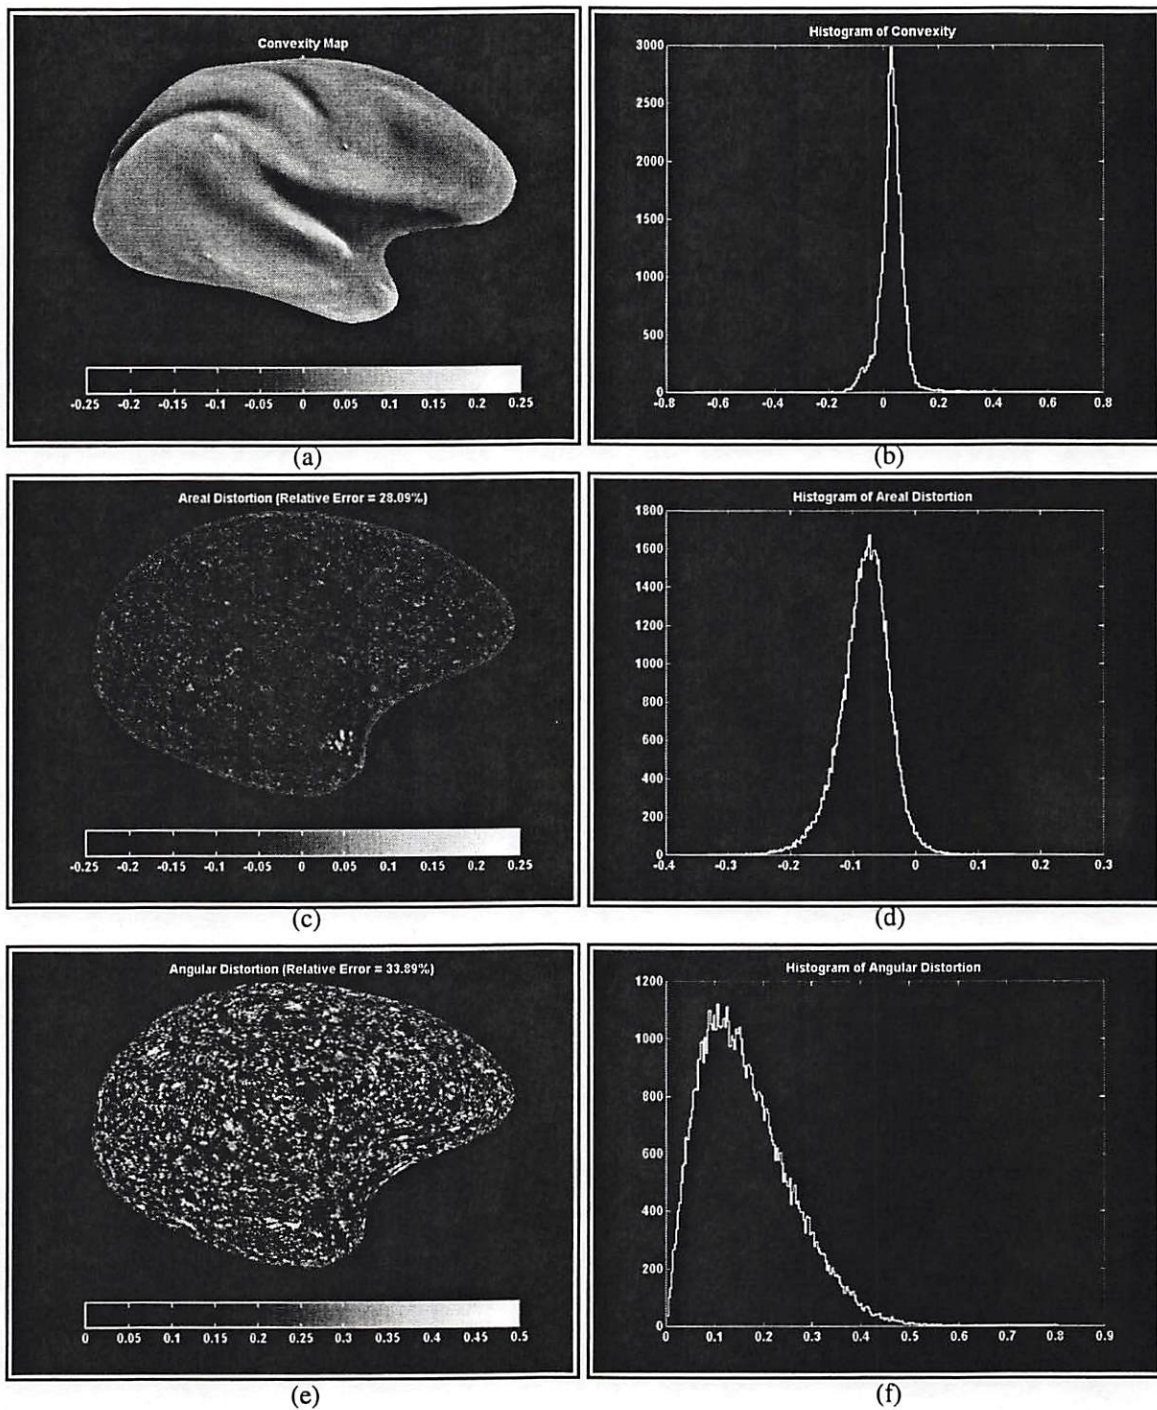 Convexity Map
-0.25 -0.2 -0.15 -0.1 -0.05 0 0.05 0.1 0.15 0.2 0.25
(a)
Histogram of Convexity
3000
2500
2000
1500
1000
500
0
-0.8 -0.6 -0.4 -0.2 0 0.2 0.4 0.6 0.8
(b)
Areal Distortion (Relative Error = 28.09%)
-0.25 -0.2 -0.15 -0.1 -0.05 0 0.05 0.1 0.15 0.2 0.25
(c)
Histogram of Areal Distortion
1800
1600
1400
1200
1000
800
600
400
200
0
-0.4 -0.3 -0.2 -0.1 0 0.1 0.2 0.3
(d)
Angular Distortion (Relative Error = 33.89%)
0 0.05 0.1 0.15 0.2 0.25 0.3 0.35 0.4 0.45 0.5
(e)
Histogram of Angular Distortion
1200
1000
800
600
400
200
0
0 0.1 0.2 0.3 0.4 0.5 0.6 0.7 0.8 0.9
(f)